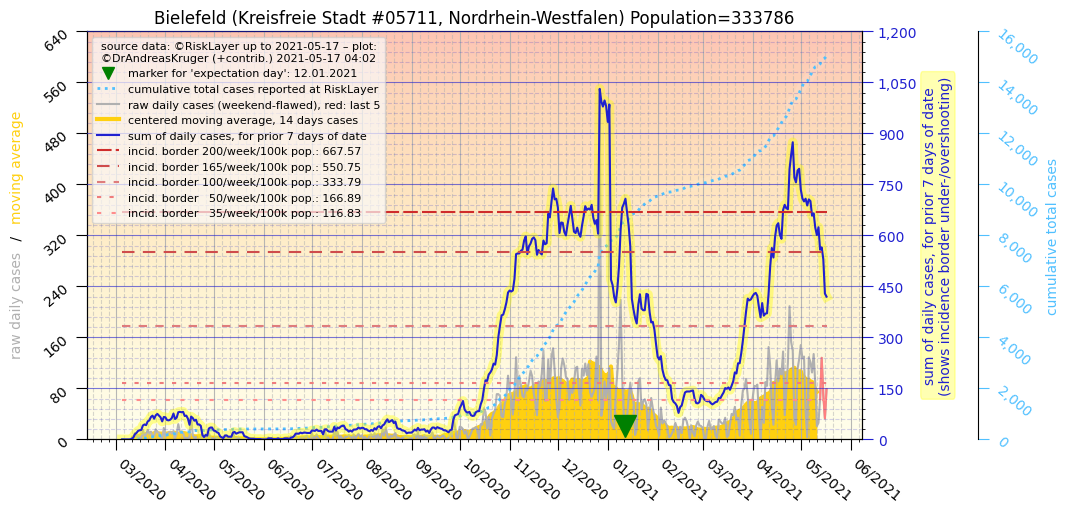 Bielefeld (Kreisfreie Stadt #05711, Nordrhein-Westfalen) Population=333786
source data: ©RiskLayer up to 2021-05-17 – plot:
©DrAndreasKruger (+contrib.) 2021-05-17 04:02
marker for 'expectation day': 12.01.2021
cumulative total cases reported at RiskLayer
raw daily cases (weekend-flawed), red: last 5
centered moving average, 14 days cases
sum of daily cases, for prior 7 days of date
incid. border 200/week/100k pop.: 667.57
incid. border 165/week/100k pop.: 550.75
incid. border 100/week/100k pop.: 333.79
incid. border   50/week/100k pop.: 166.89
incid. border   35/week/100k pop.: 116.83
raw daily cases  /  moving average
640
560
480
400
320
240
160
80
0
03/2020
04/2020
05/2020
06/2020
07/2020
08/2020
09/2020
10/2020
11/2020
12/2020
01/2021
02/2021
03/2021
04/2021
05/2021
06/2021
1,200
1,050
900
750
600
450
300
150
0
sum of daily cases, for prior 7 days of date
(shows incidence border under-/overshooting)
16,000
14,000
12,000
10,000
8,000
6,000
4,000
2,000
0
cumulative total cases